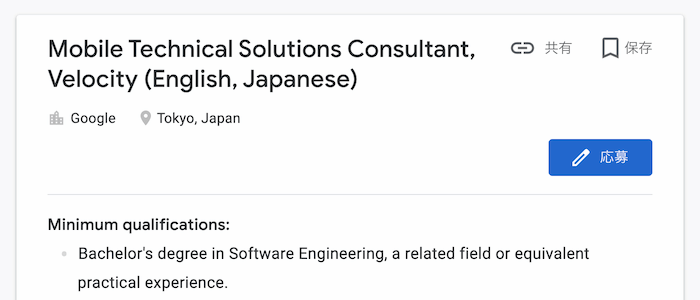 Mobile Technical Solutions Consultant,
Velocity (English, Japanese)
共有
保存
Google
Tokyo, Japan
応募
Minimum qualifications:
Bachelor's degree in Software Engineering, a related field or equivalent
practical experience.